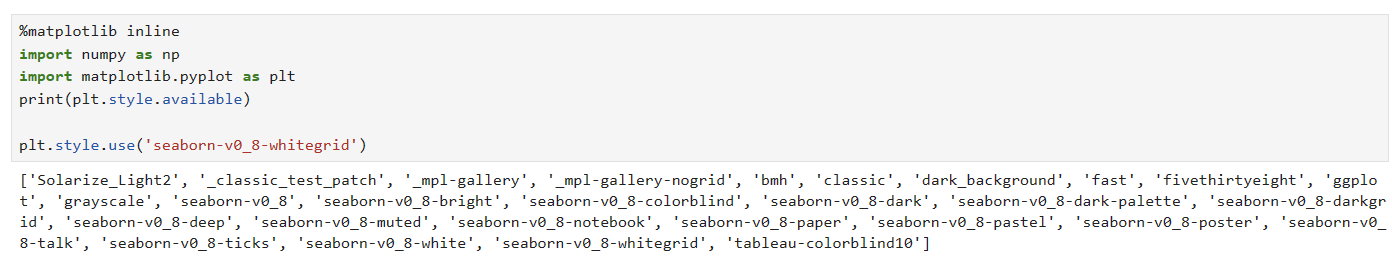 %matplotlib inline
import numpy as np
import matplotlib.pyplot as plt
print(plt.style.available)
plt.style.use('seaborn-v0_8-whitegrid')
['Solarize_Light2', '_classic_test_patch', '_mpl-gallery', '_mpl-gallery-nogrid', 'bmh', 'classic', 'dark_background', 'fast', 'fivethirtyeight', 'ggplo
t', 'grayscale', 'seaborn-v0_8', 'seaborn-v0_8-bright', 'seaborn-v0_8-colorblind', 'seaborn-v0_8-dark', 'seaborn-v0_8-dark-palette', 'seaborn-v0_8-darkgr
id', 'seaborn-v0_8-deep', 'seaborn-v0_8-muted', 'seaborn-v0_8-notebook', 'seaborn-v0_8-paper', 'seaborn-v0_8-pastel', 'seaborn-v0_8-poster', 'seaborn-v0_
8-talk', 'seaborn-v0_8-ticks', 'seaborn-v0_8-white', 'seaborn-v0_8-whitegrid', 'tableau-colorblind10']